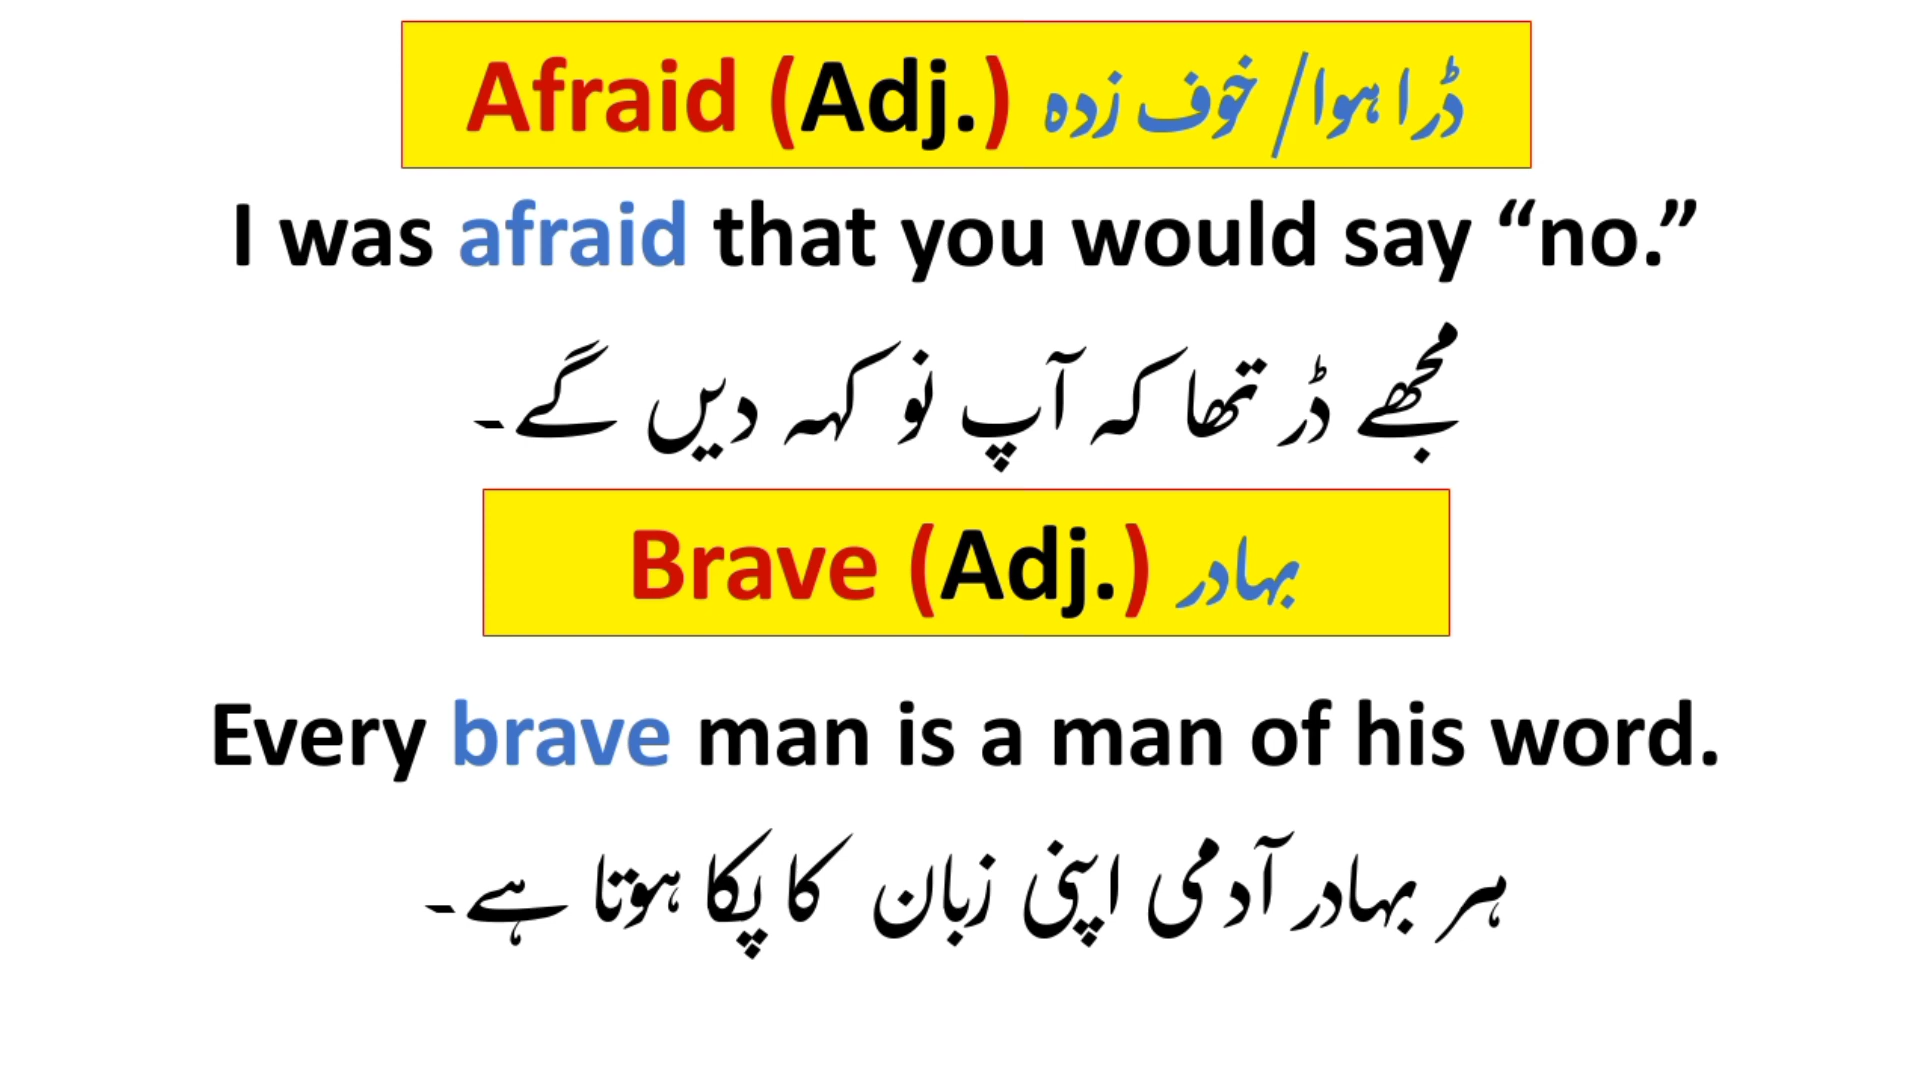 Afraid (Adj.) ڈرا ہوا/ خوف زدہ
I was afraid that you would say “no.”
مجھے ڈر تھا کہ آپ نو کہہ دیں گے۔
Brave (Adj.) بہادر
Every brave man is a man of his word.
ہر بہادر آدمی اپنی زبان کا پکا ہوتا ہے۔